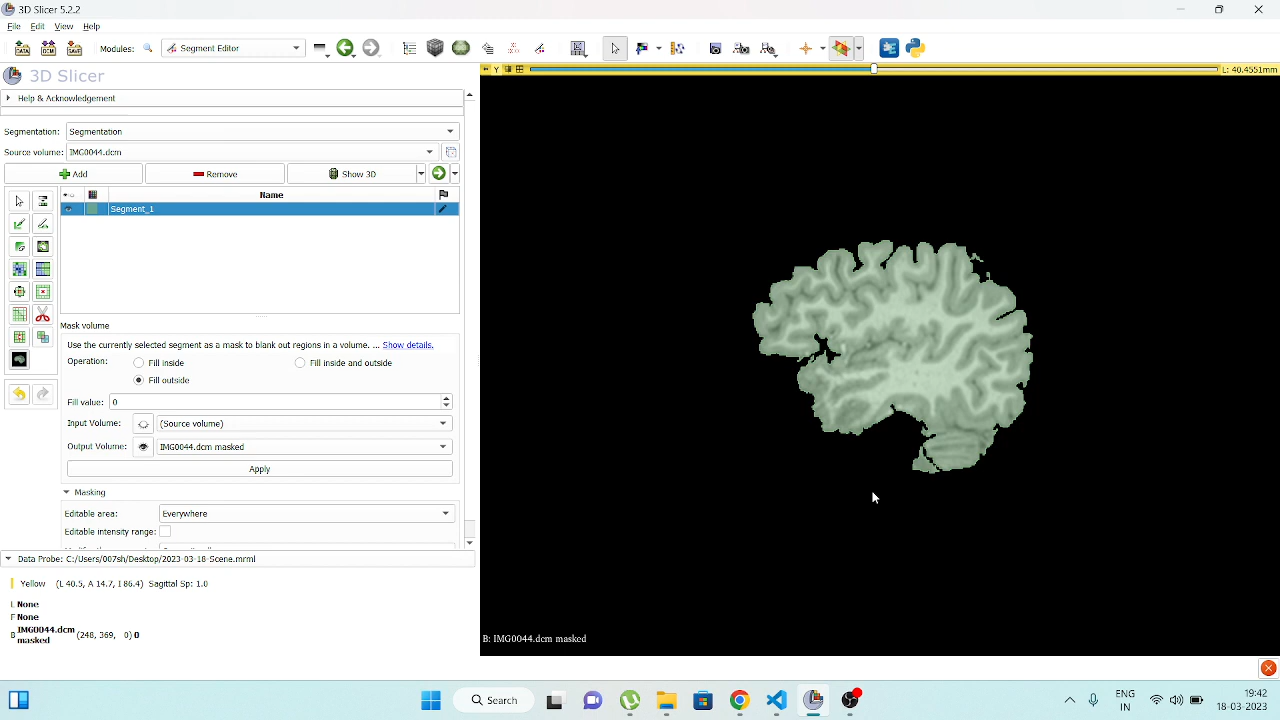 3D Slicer 5.2.2
File Edit View Help
Modules: Segment Editor
Y L: 40.4551mm
3D Slicer
Help & Acknowledgement
Segmentation: Segmentation
Source volume: IMG0044.dcm
Add Remove Show 3D
Name
Segment_1
Mask volume
Use the currently selected segment as a mask to blank out regions in a volume. ... Show details.
Operation: Fill inside Fill inside and outside
Fill outside
Fill value: 0
Input Volume: (Source volume)
Output Volume: IMG0044.dcm masked
Apply
Masking
Editable area: Everywhere
Editable intensity range:
Data Probe: C:/Users/007sh/Desktop/2023-03-18-Scene.mrml
Yellow (L 40.5, A 14.7, I 86.4) Sagittal Sp: 1.0
L None
F None
B IMG0044.dcm masked (248, 369, 0) 0
B: IMG0044.dcm masked
Search
ENG IN
19:42
18-03-2023